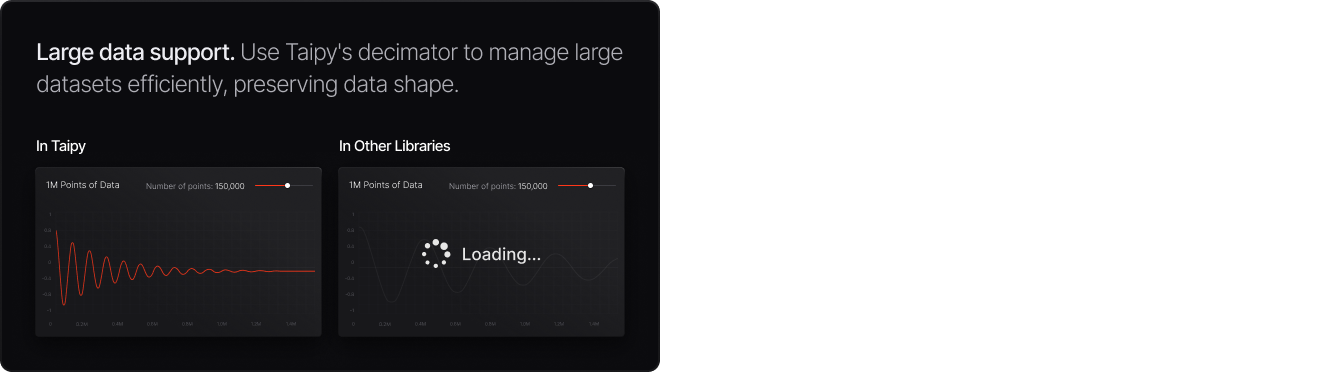 Large data support. Use Taipy's decimator to manage large
datasets efficiently, preserving data shape.
In Taipy
In Other Libraries
1M Points of Data
Number of points: 150,000
1M Points of Data
Number of points: 150,000
Loading...